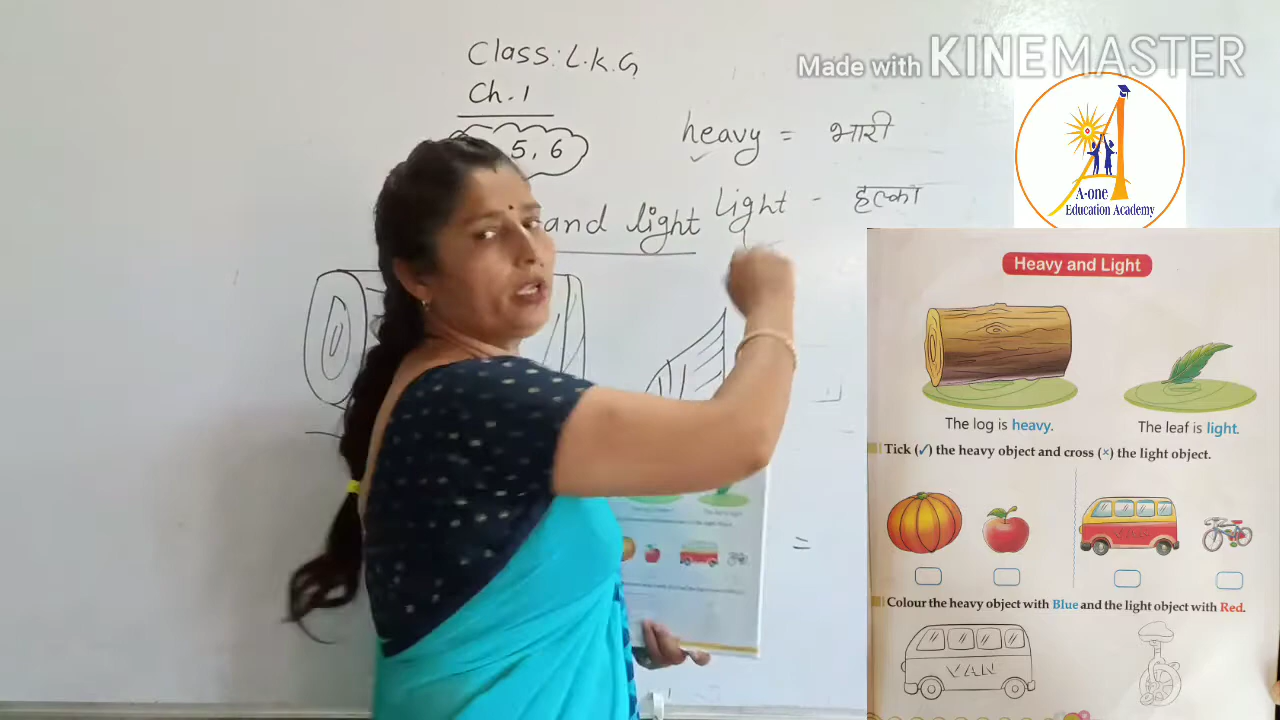 Class: L.K.G
Ch. 1
5, 6
and light
heavy = भारी
Light - हल्का
=
Made with KINEMASTER
A-one
Education Academy
Heavy and Light
The log is heavy.
The leaf is light.
Tick (✓) the heavy object and cross (×) the light object.
VAN
Colour the heavy object with Blue and the light object with Red.
VAN